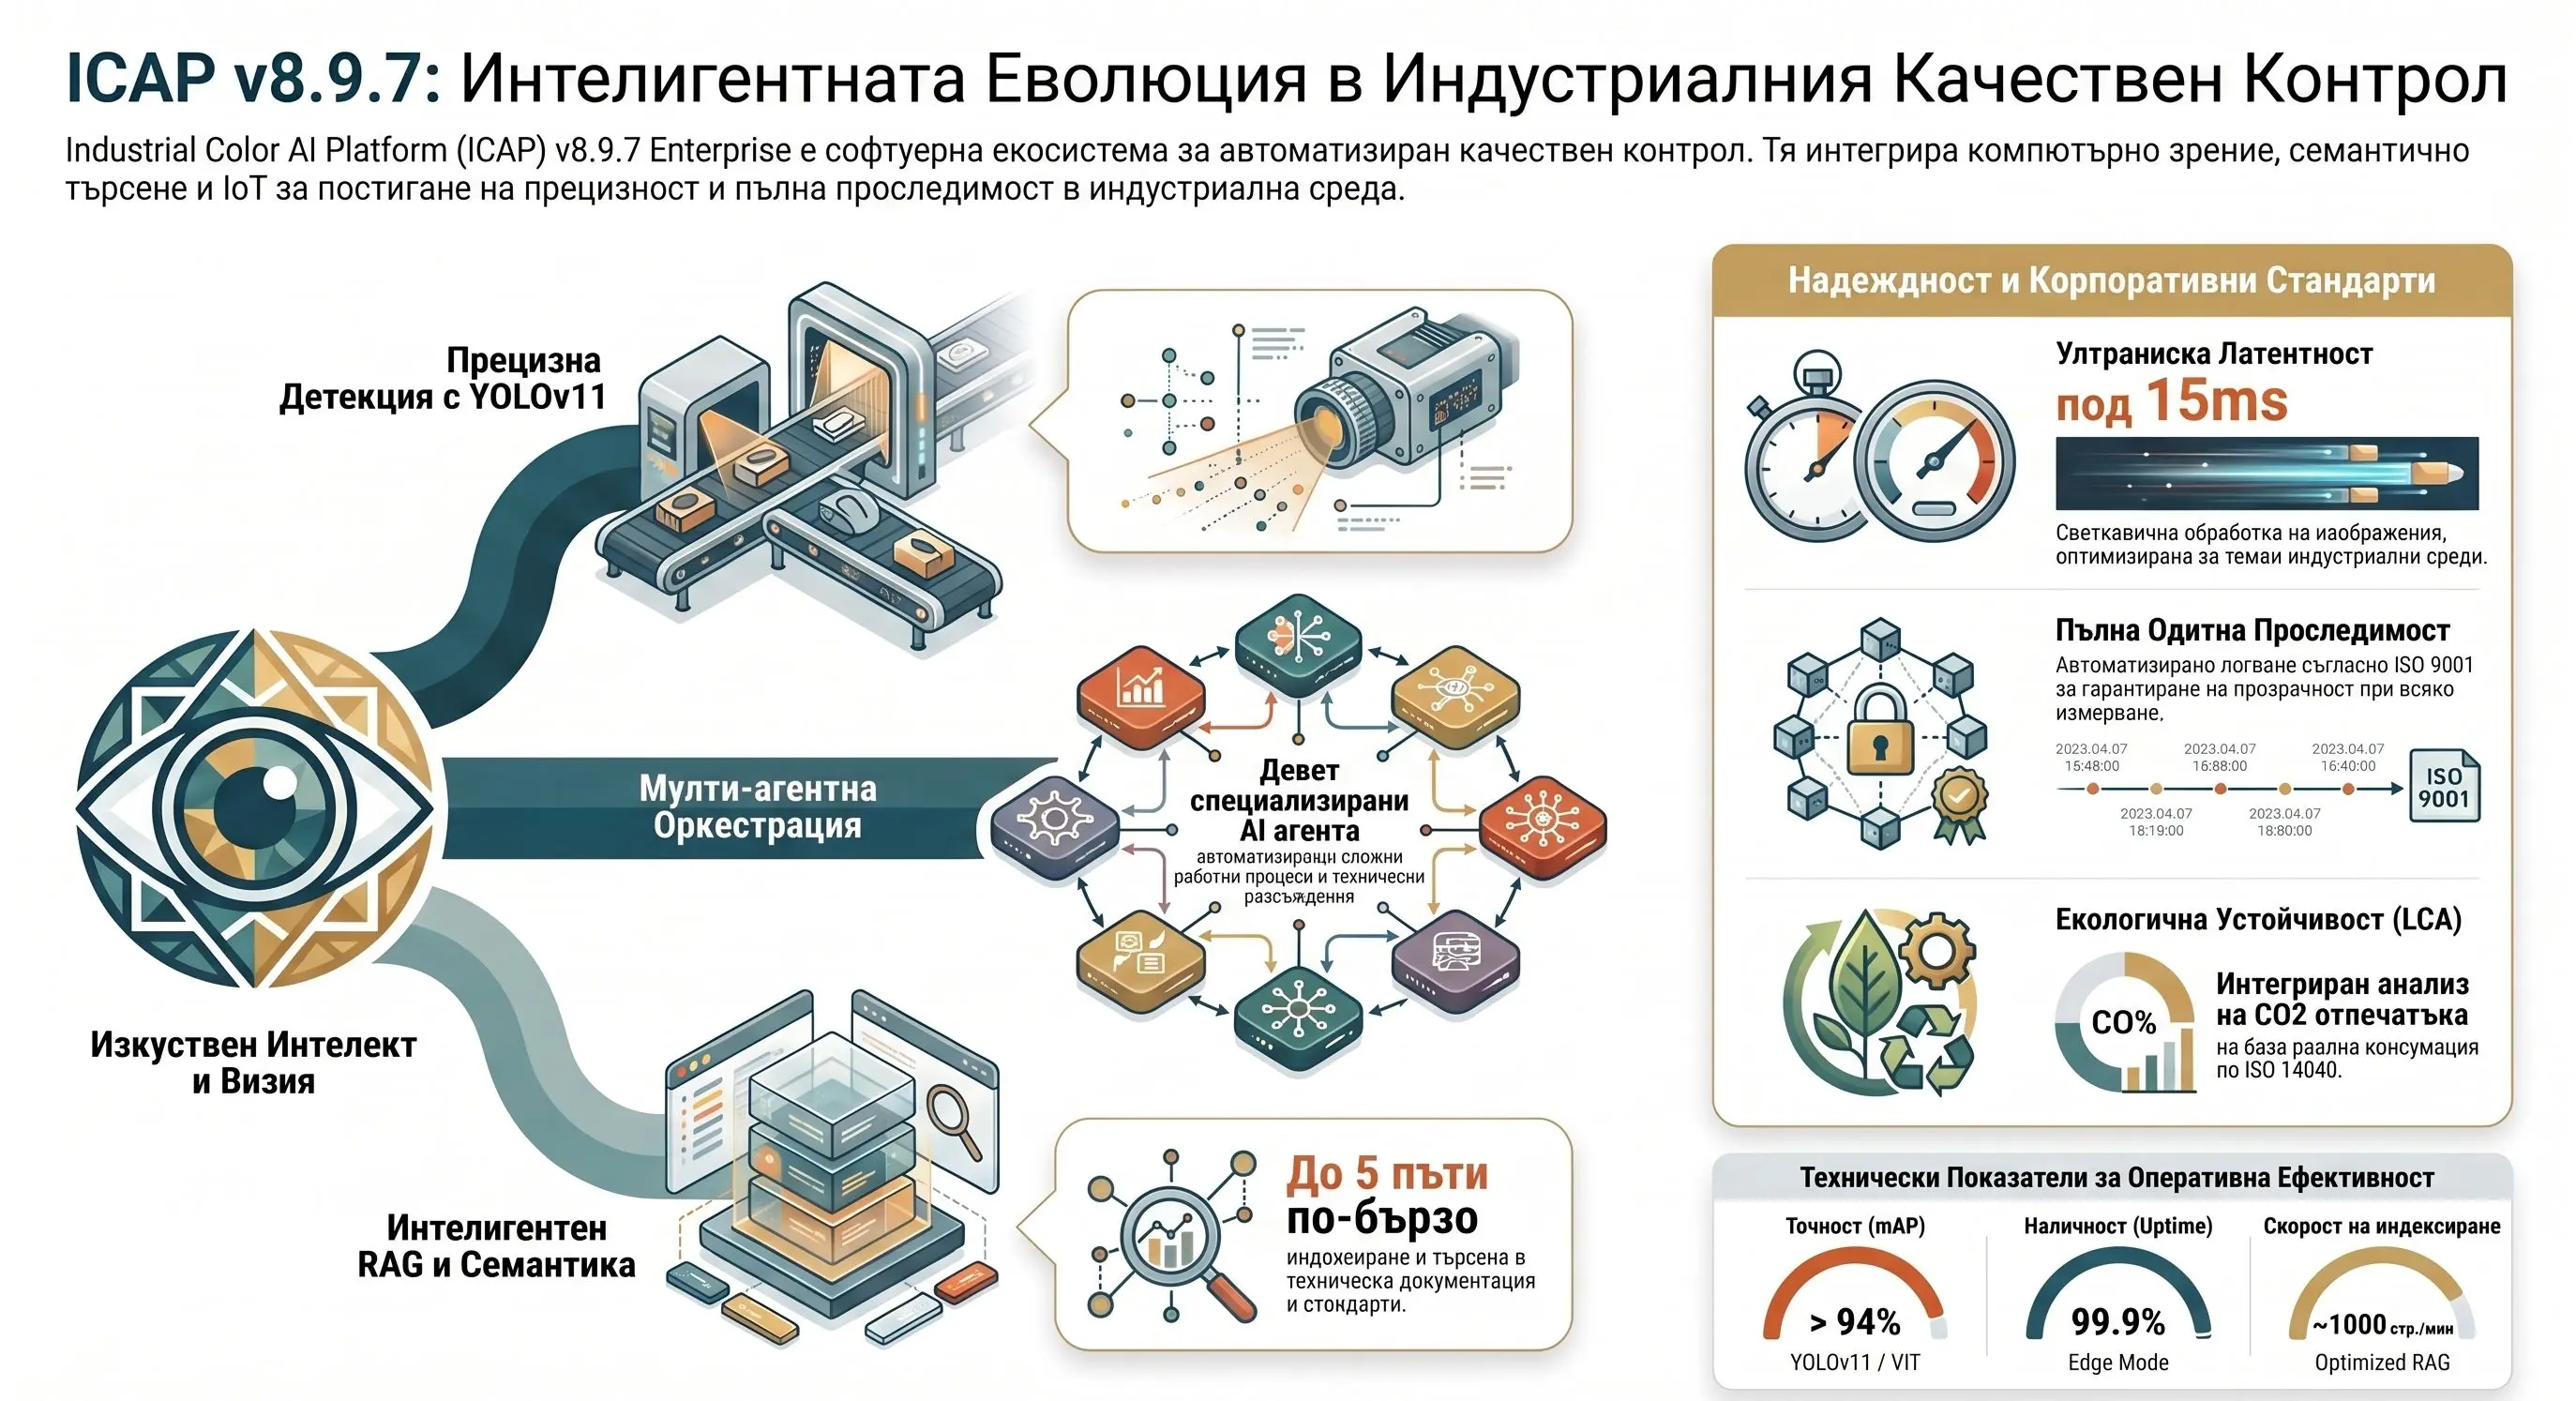 ICAP v8.9.7: Интелигентната Еволюция в Индустриалния Качествен Контрол
Industrial Color AI Platform (ICAP) v8.9.7 Enterprise е софтуерна екосистема за автоматизиран качествен контрол. Тя интегрира компютърно зрение, семантично
търсене и IoT за постигане на прецизност и пълна проследимост в индустриална среда.
Прецизна
Детекция с YOLOv11
Изкуствен Интелект
и Визия
Мулти-агентна
Оркестрация
Девет
специализирани
AI агента
автоматизиращи сложни
работни процеси и технически
разсъждения
Интелигентен
RAG и Семантика
До 5 пъти
по-бързо
индохеиране и търсена в
техническа документация
и стондарти.
Надеждност и Корпоративни Стандарти
Ултраниска Латентност
под 15ms
Светкавична обработка на иаображения,
оптимизирана за темаи индустриални среди.
Пълна Одитна Проследимост
Автоматизирано логване съгласно ISO 9001
за гарантиране на прозрачност при всяко
измерване.
2023.04.07
15:48:00
2023.04.07
16:88:00
2023.04.07
16:40:00
2023.04.07
18:19:00
2023.04.07
18:80:00
ISO
9001
Екологична Устойчивост (LCA)
CO%
Интегриран анализ
на CO2 отпечатъка
на база раална консумация
по ISO 14040.
Технически Показатели за Оперативна Ефективност
Точност (mAP)
> 94%
YOLOv11 / VIT
Наличност (Uptime)
99.9%
Edge Mode
Скорост на индексиране
~1000 стр./мин
Optimized RAG